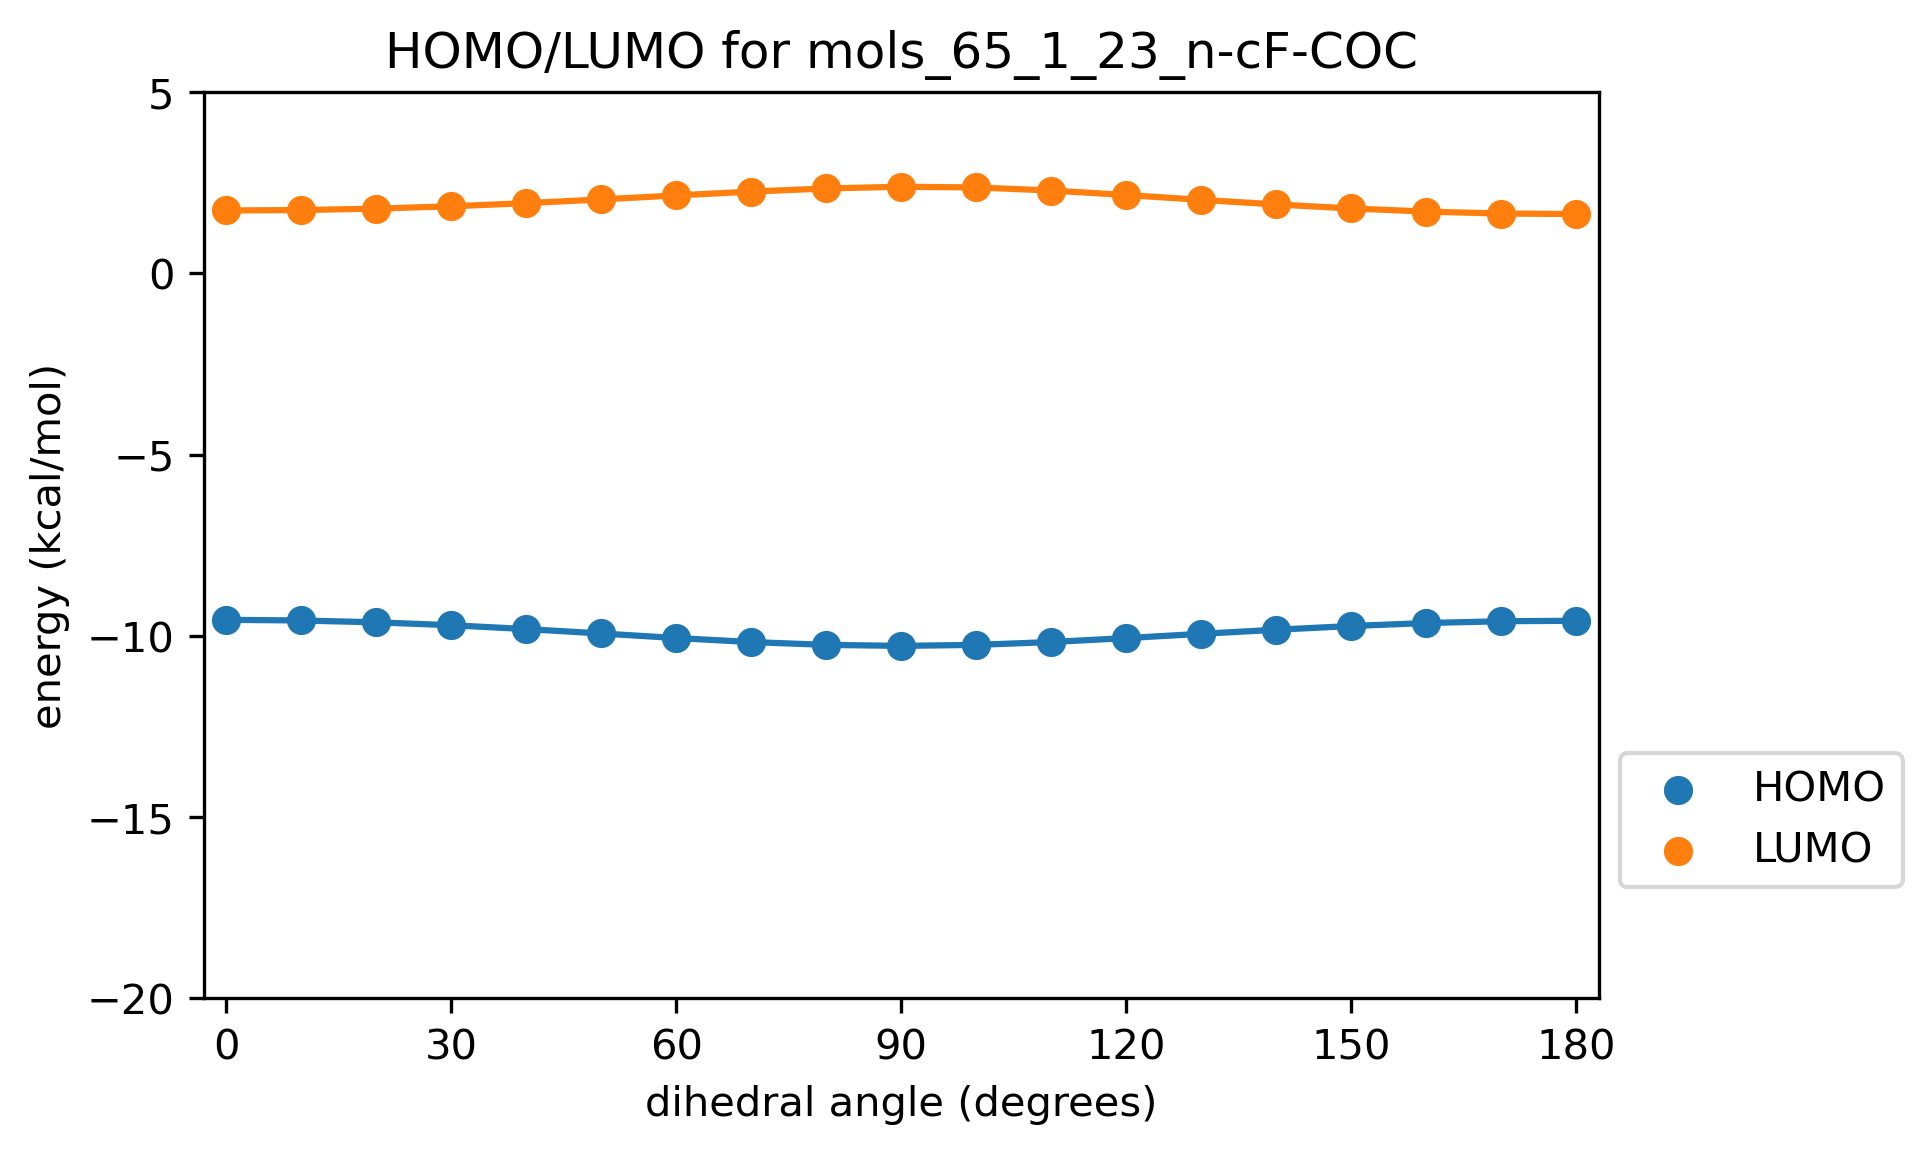 HOMO/LUMO for mols_65_1_23_n-cF-COC
5
0
−5
−10
−15
−20
energy (kcal/mol)
0 30 60 90 120 150 180
dihedral angle (degrees)
HOMO
LUMO